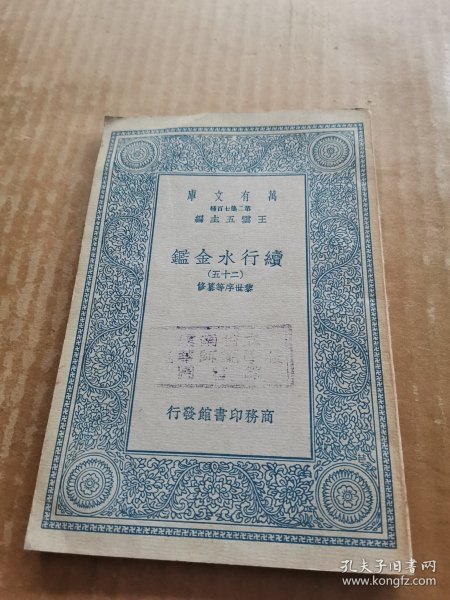 庫文有萬
種百七集二第
編主五雲王
鑑金水行續
(五十二)
修纂等序世黎
行發館書印務商
孔夫子旧书网
www.kongfz.com